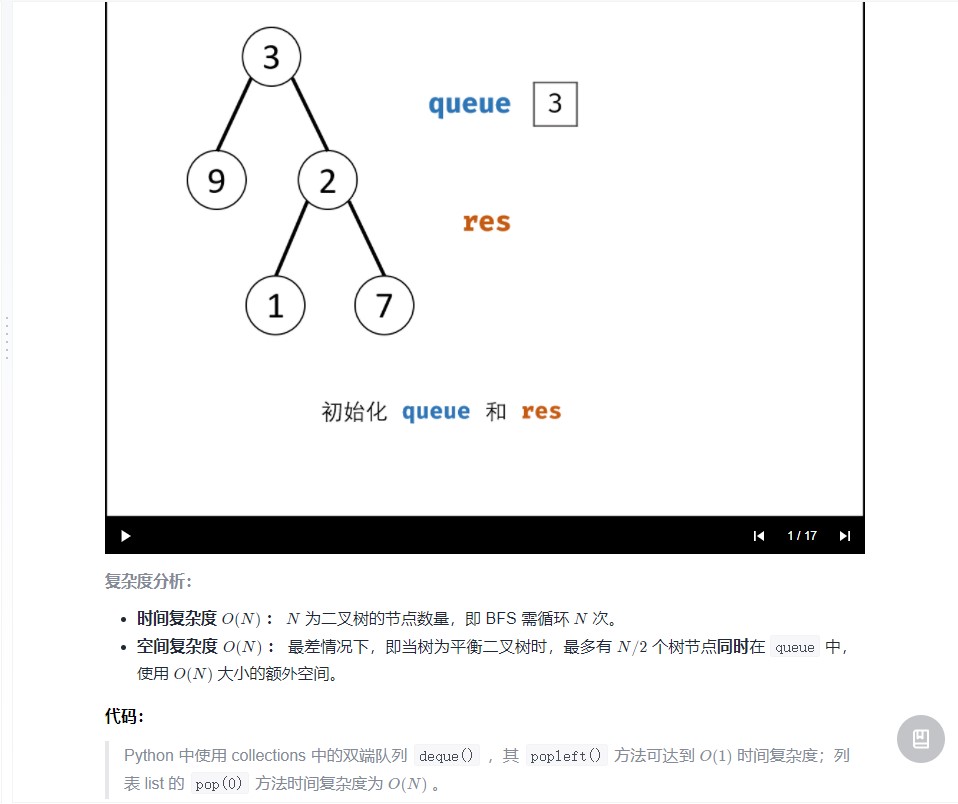 3
queue 3
9 2
res
1 7
初始化 queue 和 res
1 / 17
复杂度分析：
时间复杂度 O(N)： N 为二叉树的节点数量，即 BFS 需循环 N 次。
空间复杂度 O(N)： 最差情况下，即当树为平衡二叉树时，最多有 N/2 个树节点同时在 queue 中，
使用 O(N) 大小的额外空间。
代码：
Python 中使用 collections 中的双端队列 deque() ，其 popleft() 方法可达到 O(1) 时间复杂度；列
表 list 的 pop(0) 方法时间复杂度为 O(N) 。